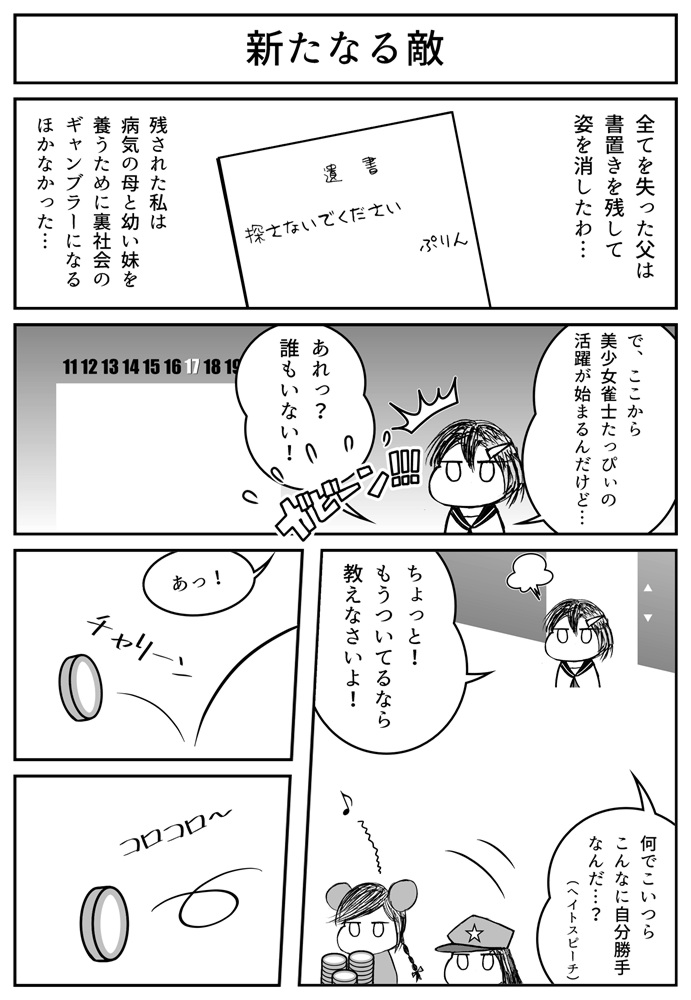 新たなる敵
全てを失った父は
書置きを残して
姿を消したわ…
遺書
探さないでください
ぷりん
残された私は
病気の母と幼い妹を
養うために裏社会の
ギャンブラーになる
ほかなかった…
で、ここから
美少女雀士たっぴぃの
活躍が始まるんだけど…
あれっ？
誰もいない！
ガビーン!!!
11 12 13 14 15 16 17 18 19
ちょっと！
もうついてるなら
教えなさいよ！
▲
▼
♪
何でこいつら
こんなに自分勝手
なんだ…？
（ヘイトスピーチ）
あっ！
チャリーン
コロコロ～